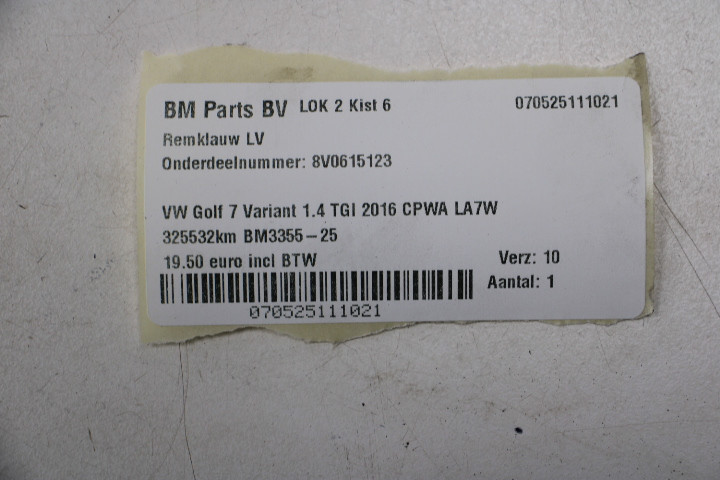 BM Parts BV LOK 2 Kist 6 070525111021
Remklauw LV
Onderdeelnummer: 8V0615123
VW Golf 7 Variant 1.4 TGI 2016 CPWA LA7W
325532km BM3355-25
19.50 euro incl BTW Verz: 10
Aantal: 1
070525111021